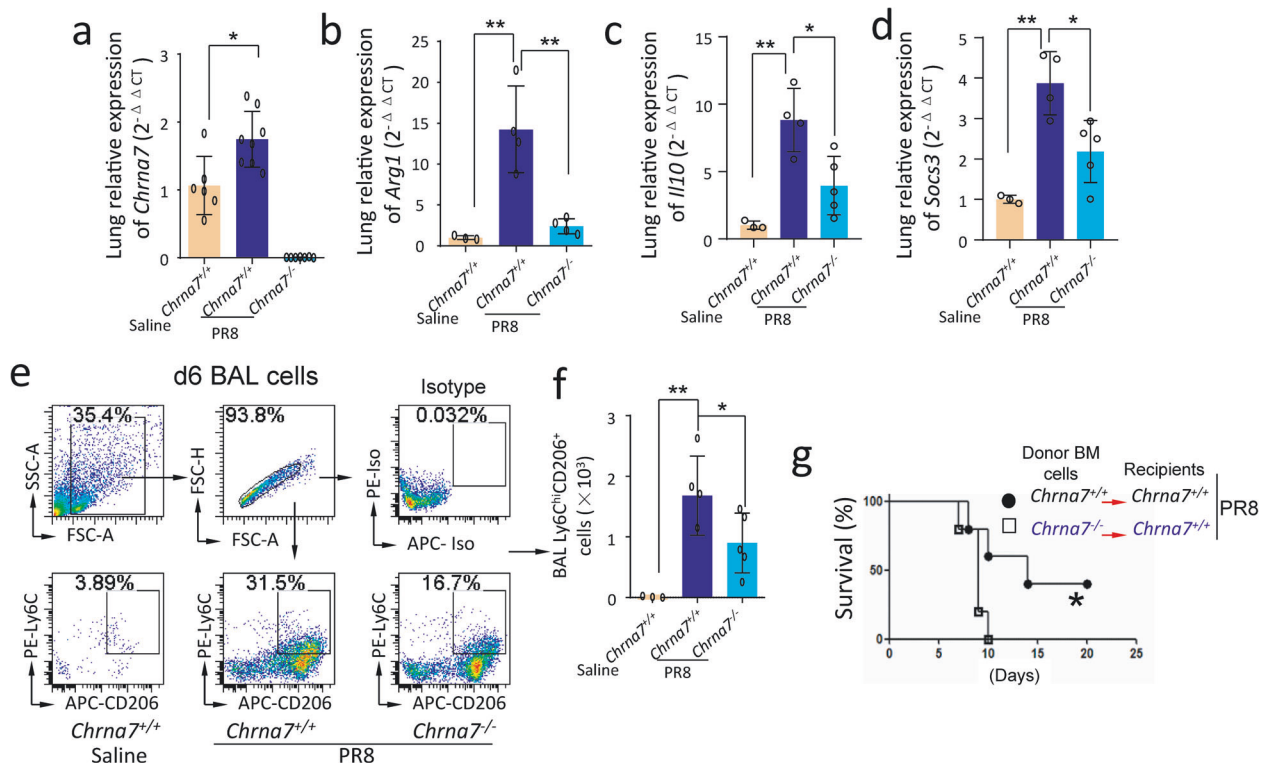 a
Lung relative expression
of Chrna7 (2-ΔΔCT)
3
2
1
0
*
Chrna7+/+
Chrna7+/+
Chrna7-/-
Saline
PR8
b
Lung relative expression
of Arg1 (2-ΔΔCT)
25
20
15
10
5
0
**
**
Chrna7+/+
Chrna7+/+
Chrna7-/-
Saline
PR8
c
Lung relative expression
of Il10 (2-ΔΔCT)
15
10
5
0
**
*
Chrna7+/+
Chrna7+/+
Chrna7-/-
Saline
PR8
d
Lung relative expression
of Socs3 (2-ΔΔCT)
5
4
3
2
1
0
**
*
Chrna7+/+
Chrna7+/+
Chrna7-/-
Saline
PR8
e
d6 BAL cells
Isotype
35.4%
SSC-A
FSC-A
93.8%
FSC-H
FSC-A
0.032%
PE-Iso
APC- Iso
3.89%
PE-Ly6C
APC-CD206
31.5%
PE-Ly6C
APC-CD206
16.7%
PE-Ly6C
APC-CD206
Chrna7+/+
Chrna7+/+
Chrna7-/-
Saline
PR8
f
BAL Ly6ChiCD206+
cells (×103)
3
2
1
0
**
*
Chrna7+/+
Chrna7+/+
Chrna7-/-
Saline
PR8
g
Donor BM
cells
Recipients
Chrna7+/+
Chrna7+/+
Chrna7-/-
Chrna7+/+
PR8
Survival (%)
100
50
0
*
0
5
10
15
20
25
(Days)